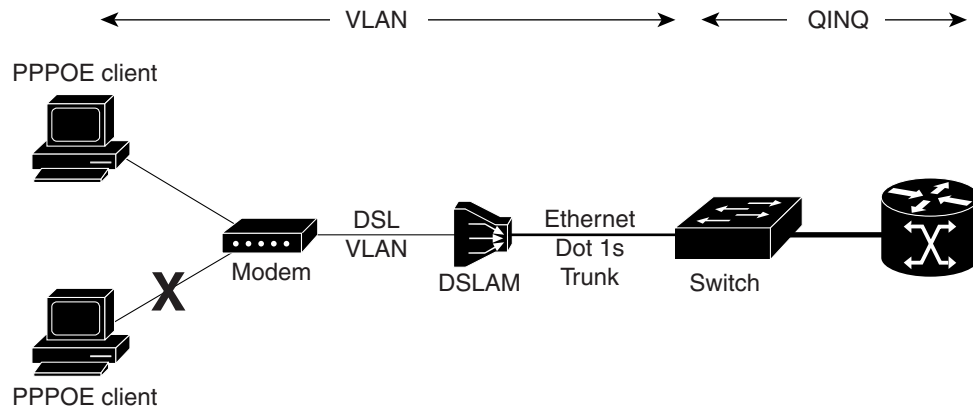 VLAN
QINQ
PPPOE client
DSL
VLAN
Ethernet
Dot 1s
Trunk
Modem
DSLAM
Switch
X
PPPOE client